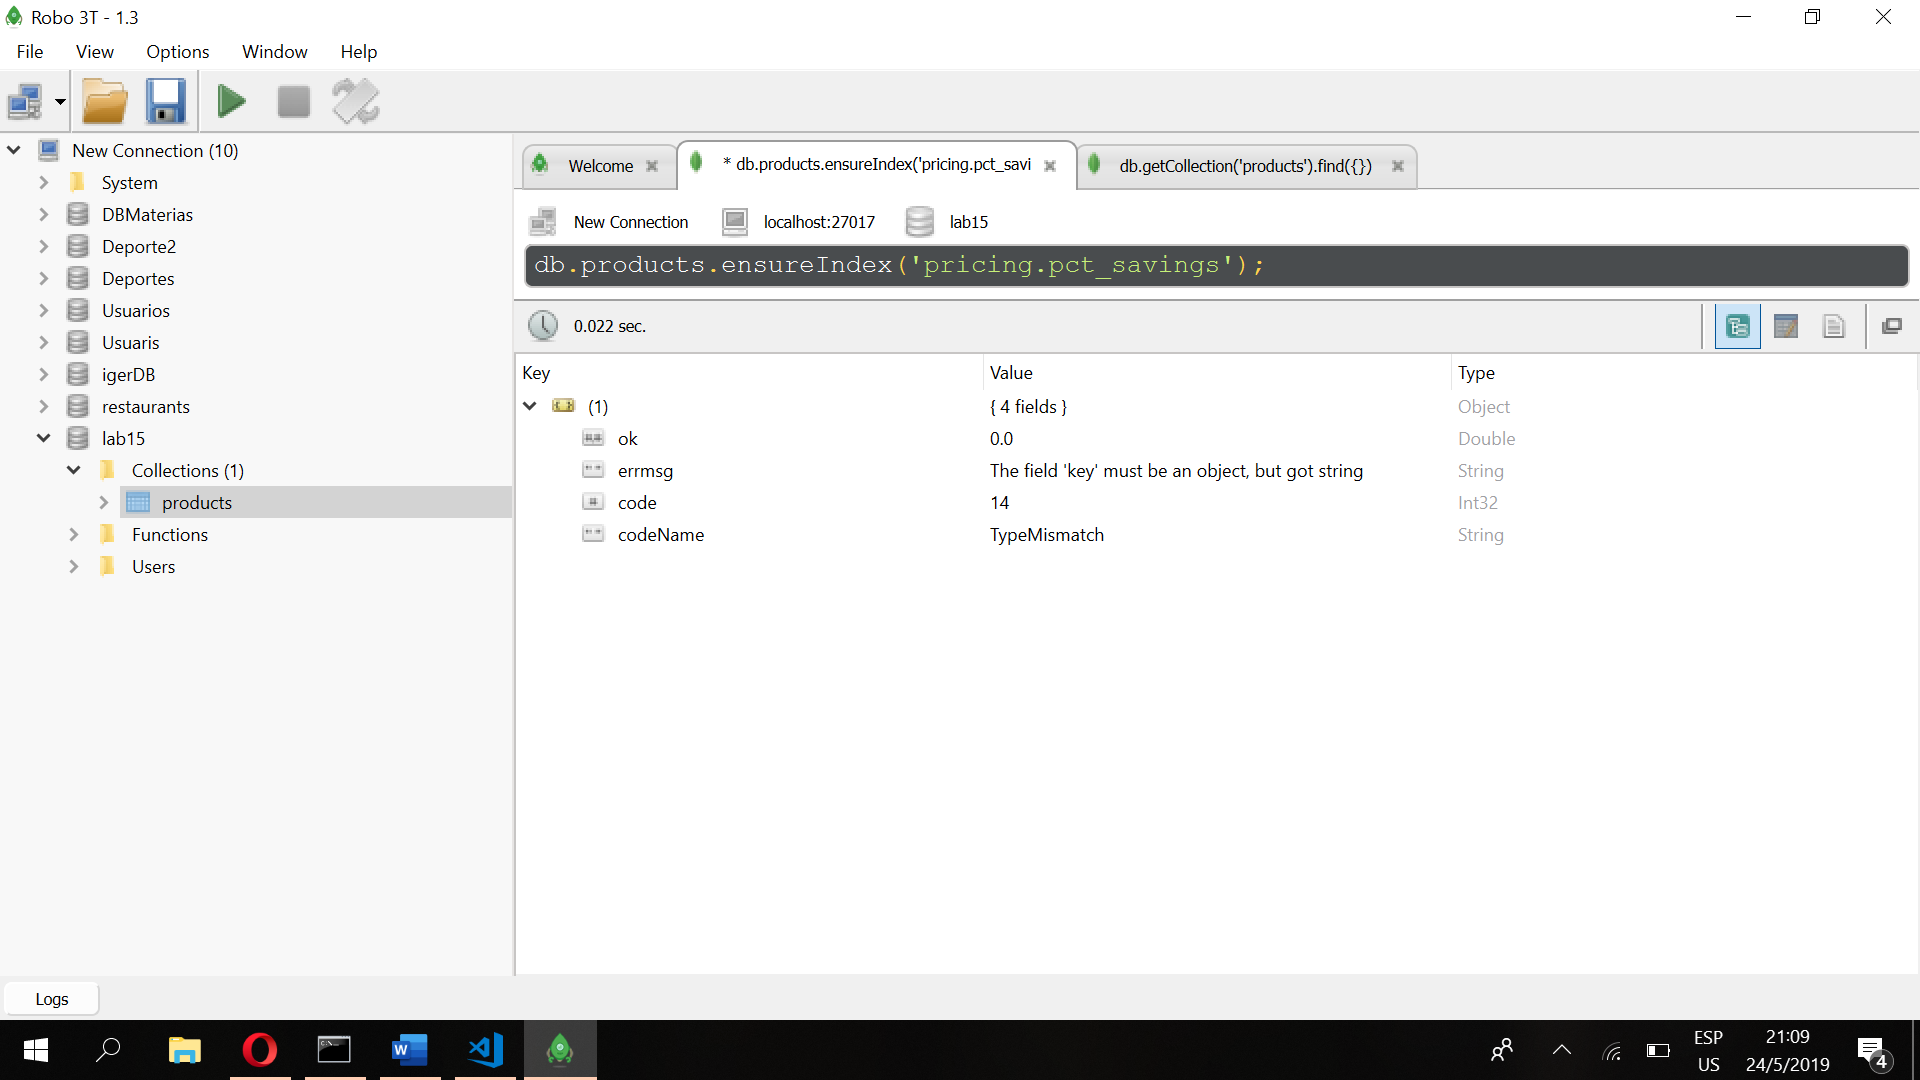 Robo 3T - 1.3
File View Options Window Help
New Connection (10)
System
DBMaterias
Deporte2
Deportes
Usuarios
Usuaris
igerDB
restaurants
lab15
Collections (1)
products
Functions
Users
Welcome
* db.products.ensureIndex('pricing.pct_savi
db.getCollection('products').find({})
New Connection localhost:27017 lab15
db.products.ensureIndex('pricing.pct_savings');
0.022 sec.
Key Value Type
(1) { 4 fields } Object
ok 0.0 Double
errmsg The field 'key' must be an object, but got string String
code 14 Int32
codeName TypeMismatch String
Logs
ESP
US
21:09
24/5/2019
4